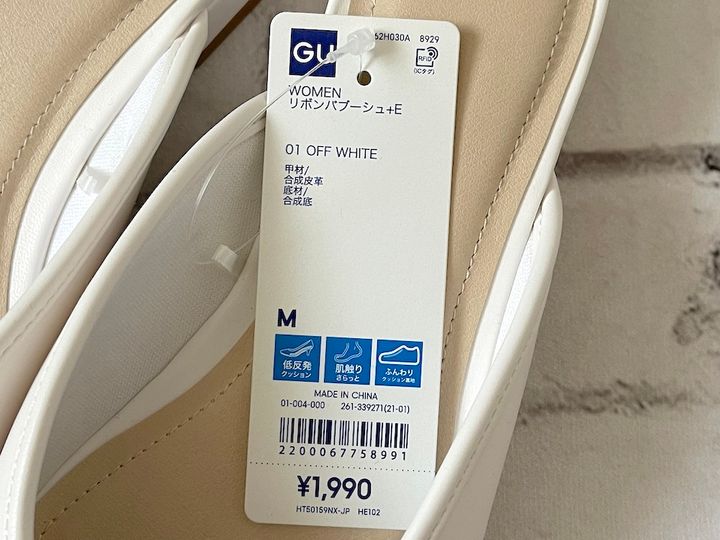 GU
62H030A 8929
RFID
(ICタグ)
WOMEN
リボンバブーシュ+E
01 OFF WHITE
甲材/
合成皮革
底材/
合成底
M
低反発
クッション
肌触り
さらっと
ふんわり
クッション裏地
MADE IN CHINA
01-004-000 261-339271(21-01)
2200067758991
¥1,990
HT50159NX-JP HE102